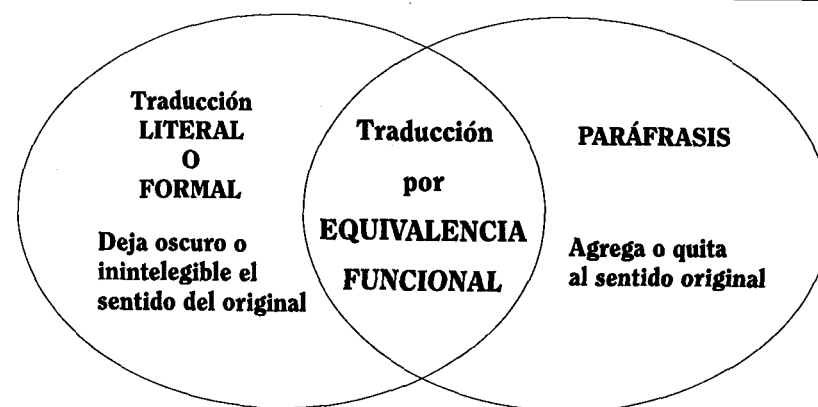 Traducción
LITERAL
O
FORMAL
Deja oscuro o
inintelegible el
sentido del original
Traducción
por
EQUIVALENCIA
FUNCIONAL
PARÁFRASIS
Agrega o quita
al sentido original